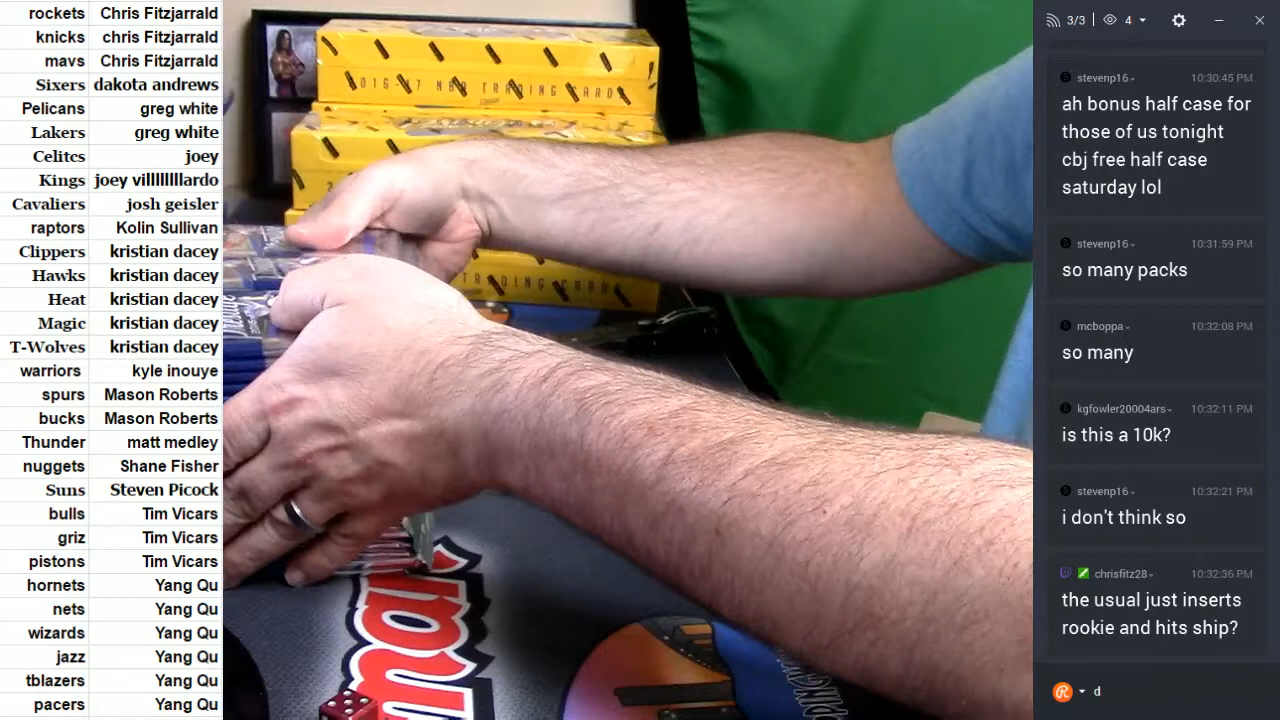 rockets Chris Fitzjarrald
knicks chris Fitzjarrald
mavs Chris Fitzjarrald
Sixers dakota andrews
Pelicans greg white
Lakers greg white
Celitcs joey
Kings joey villlllllllardo
Cavaliers josh geisler
raptors Kolin Sullivan
Clippers kristian dacey
Hawks kristian dacey
Heat kristian dacey
Magic kristian dacey
T-Wolves kristian dacey
warriors kyle inouye
spurs Mason Roberts
bucks Mason Roberts
Thunder matt medley
nuggets Shane Fisher
Suns Steven Picock
bulls Tim Vicars
griz Tim Vicars
pistons Tim Vicars
hornets Yang Qu
nets Yang Qu
wizards Yang Qu
jazz Yang Qu
tblazers Yang Qu
pacers Yang Qu
2016-17 NBA TRADING CARDS
TRADING CARDS
3/3 4
stevenp16 10:30:45 PM
ah bonus half case for
those of us tonight
cbj free half case
saturday lol
stevenp16 10:31:59 PM
so many packs
mcboppa 10:32:08 PM
so many
kgfowler20004ars 10:32:11 PM
is this a 10k?
stevenp16 10:32:21 PM
i don't think so
chrisfitz28 10:32:36 PM
the usual just inserts
rookie and hits ship?
d